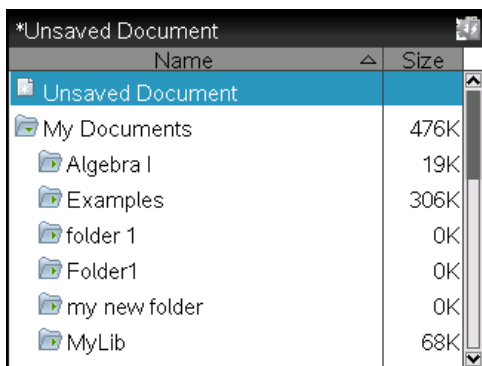 *Unsaved Document
Name Size
Unsaved Document
My Documents 476K
Algebra I 19K
Examples 306K
folder 1 0K
Folder1 0K
my new folder 0K
MyLib 68K